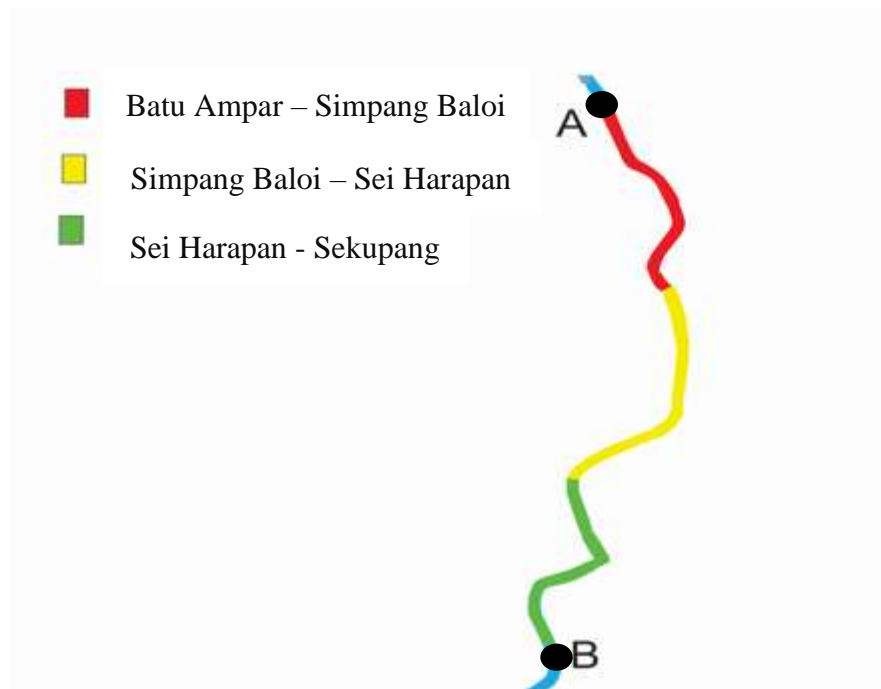 Batu Ampar – Simpang Baloi
A
Simpang Baloi – Sei Harapan
Sei Harapan - Sekupang
B